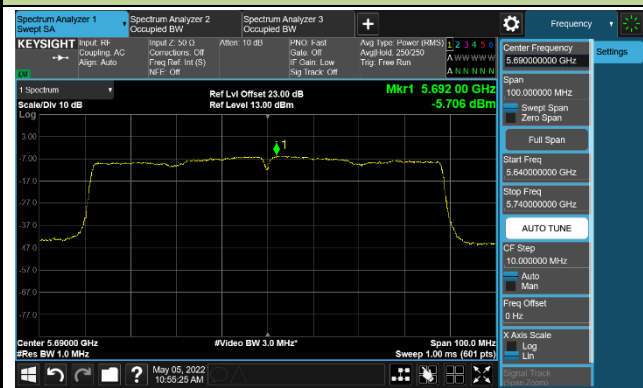 Spectrum Analyzer 1
Swept SA
Spectrum Analyzer 2
Occupied BW
Spectrum Analyzer 3
Occupied BW
+
Frequency
KEYSIGHT
Input: RF
Coupling: AC
Align: Auto
Input Z: 50 Ω
Corrections: Off
Freq Ref: Int (S)
NFE: Off
Atten: 10 dB
PNO: Fast
Gate: Off
IF Gain: Low
Sig Track: Off
Avg Type: Power (RMS)
Avg|Hold: 250/250
Trig: Free Run
1 2 3 4 5 6
A W W W W W
A N N N N N
LXI
1 Spectrum
Scale/Div 10 dB
Ref Lvl Offset 23.00 dB
Ref Level 13.00 dBm
Mkr1 5.692 00 GHz
-5.706 dBm
Log
3.00
-7.00
-17.0
-27.0
-37.0
-47.0
-57.0
-67.0
-77.0
1
Center 5.69000 GHz
#Res BW 1.0 MHz
#Video BW 3.0 MHz*
Span 100.0 MHz
Sweep 1.00 ms (601 pts)
Center Frequency
5.690000000 GHz
Settings
Span
100.000000 MHz
Swept Span
Zero Span
Full Span
Start Freq
5.640000000 GHz
Stop Freq
5.740000000 GHz
AUTO TUNE
CF Step
10.000000 MHz
Auto
Man
Freq Offset
0 Hz
X Axis Scale
Log
Lin
Signal Track
(Span Zoom)
?
May 05, 2022
10:55:25 AM